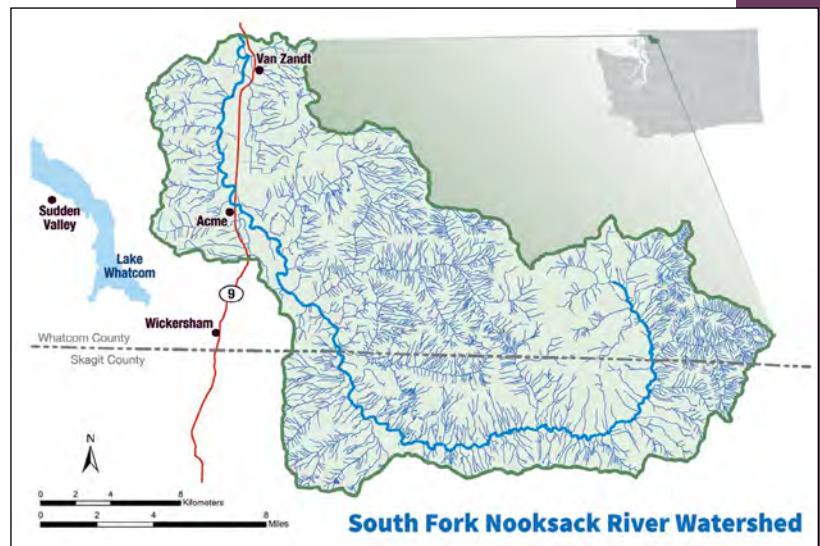 Van Zandt
Sudden
Valley
Acme
Lake
Whatcom
9
Wickersham
Whatcom County
Skagit County
N
0 2 4 8
Kilometers
0 2 4 8
Miles
South Fork Nooksack River Watershed